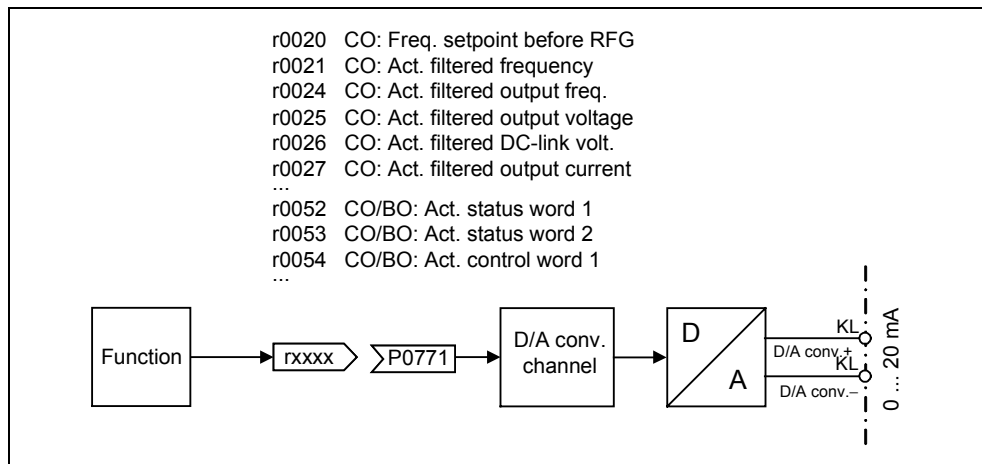 r0020 CO: Freq. setpoint before RFG
r0021 CO: Act. filtered frequency
r0024 CO: Act. filtered output freq.
r0025 CO: Act. filtered output voltage
r0026 CO: Act. filtered DC-link volt.
r0027 CO: Act. filtered output current
...
r0052 CO/BO: Act. status word 1
r0053 CO/BO: Act. status word 2
r0054 CO/BO: Act. control word 1
...
Function
rxxxx
P0771
D/A conv.
channel
D
A
KL
D/A conv.+
KL
D/A conv.−
0 ... 20 mA